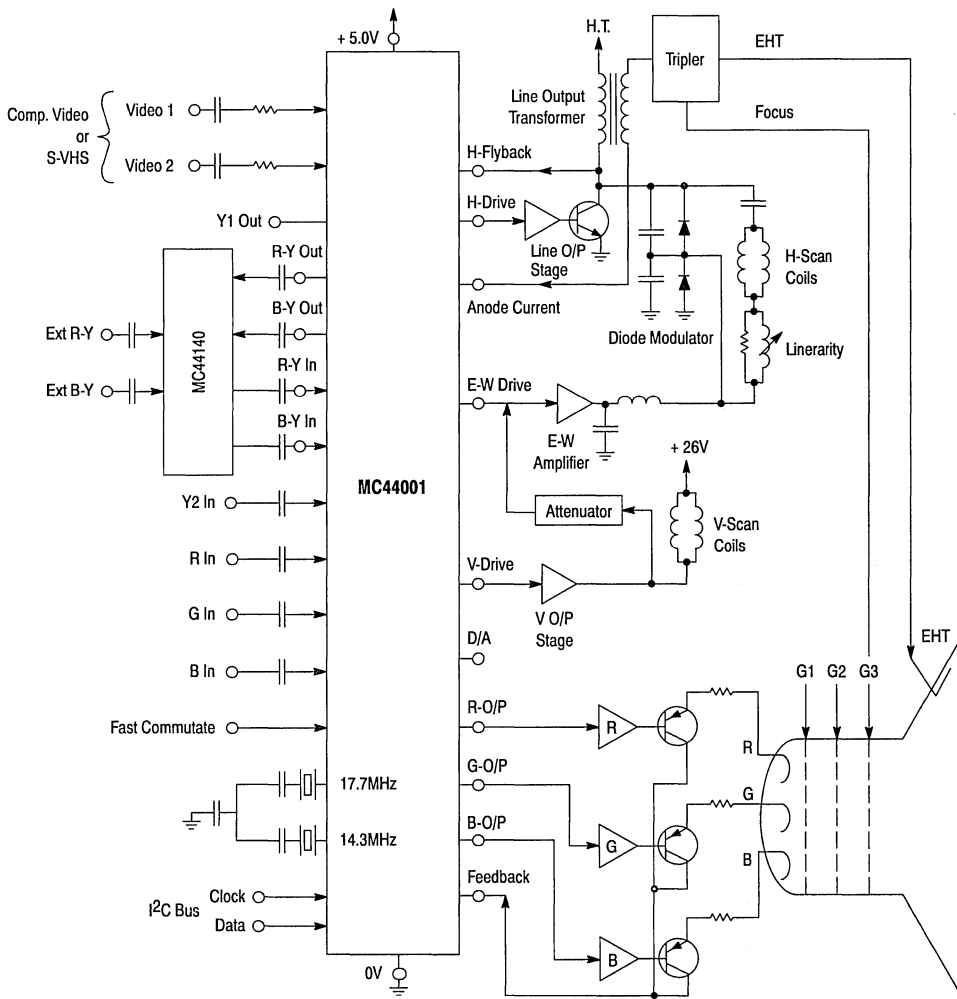 + 5.0V
H.T.
EHT
Tripler
Comp. Video
or
S-VHS
Video 1
Video 2
Line Output
Transformer
Focus
H-Flyback
H-Drive
Y1 Out
Line O/P
Stage
H-Scan
Coils
R-Y Out
Anode Current
B-Y Out
Diode Modulator
Linerarity
Ext R-Y
MC44140
R-Y In
Ext B-Y
E-W Drive
B-Y In
E-W
Amplifier
+ 26V
MC44001
Y2 In
Attenuator
V-Scan
Coils
R In
V-Drive
G In
V O/P
Stage
D/A
EHT
B In
G1
G2
G3
R-O/P
R
R
Fast Commutate
17.7MHz
G-O/P
G
14.3MHz
B-O/P
G
B
Feedback
I2C Bus
Clock
Data
B
0V